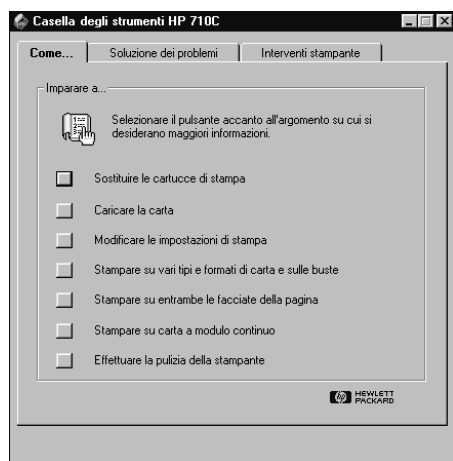 Casella degli strumenti HP 710C
Come... Soluzione dei problemi Interventi stampante
Imparare a...
Selezionare il pulsante accanto all'argomento su cui si
desiderano maggiori informazioni.
Sostituire le cartucce di stampa
Caricare la carta
Modificare le impostazioni di stampa
Stampare su vari tipi e formati di carta e sulle buste
Stampare su entrambe le facciate della pagina
Stampare su carta a modulo continuo
Effettuare la pulizia della stampante
hp HEWLETT
PACKARD